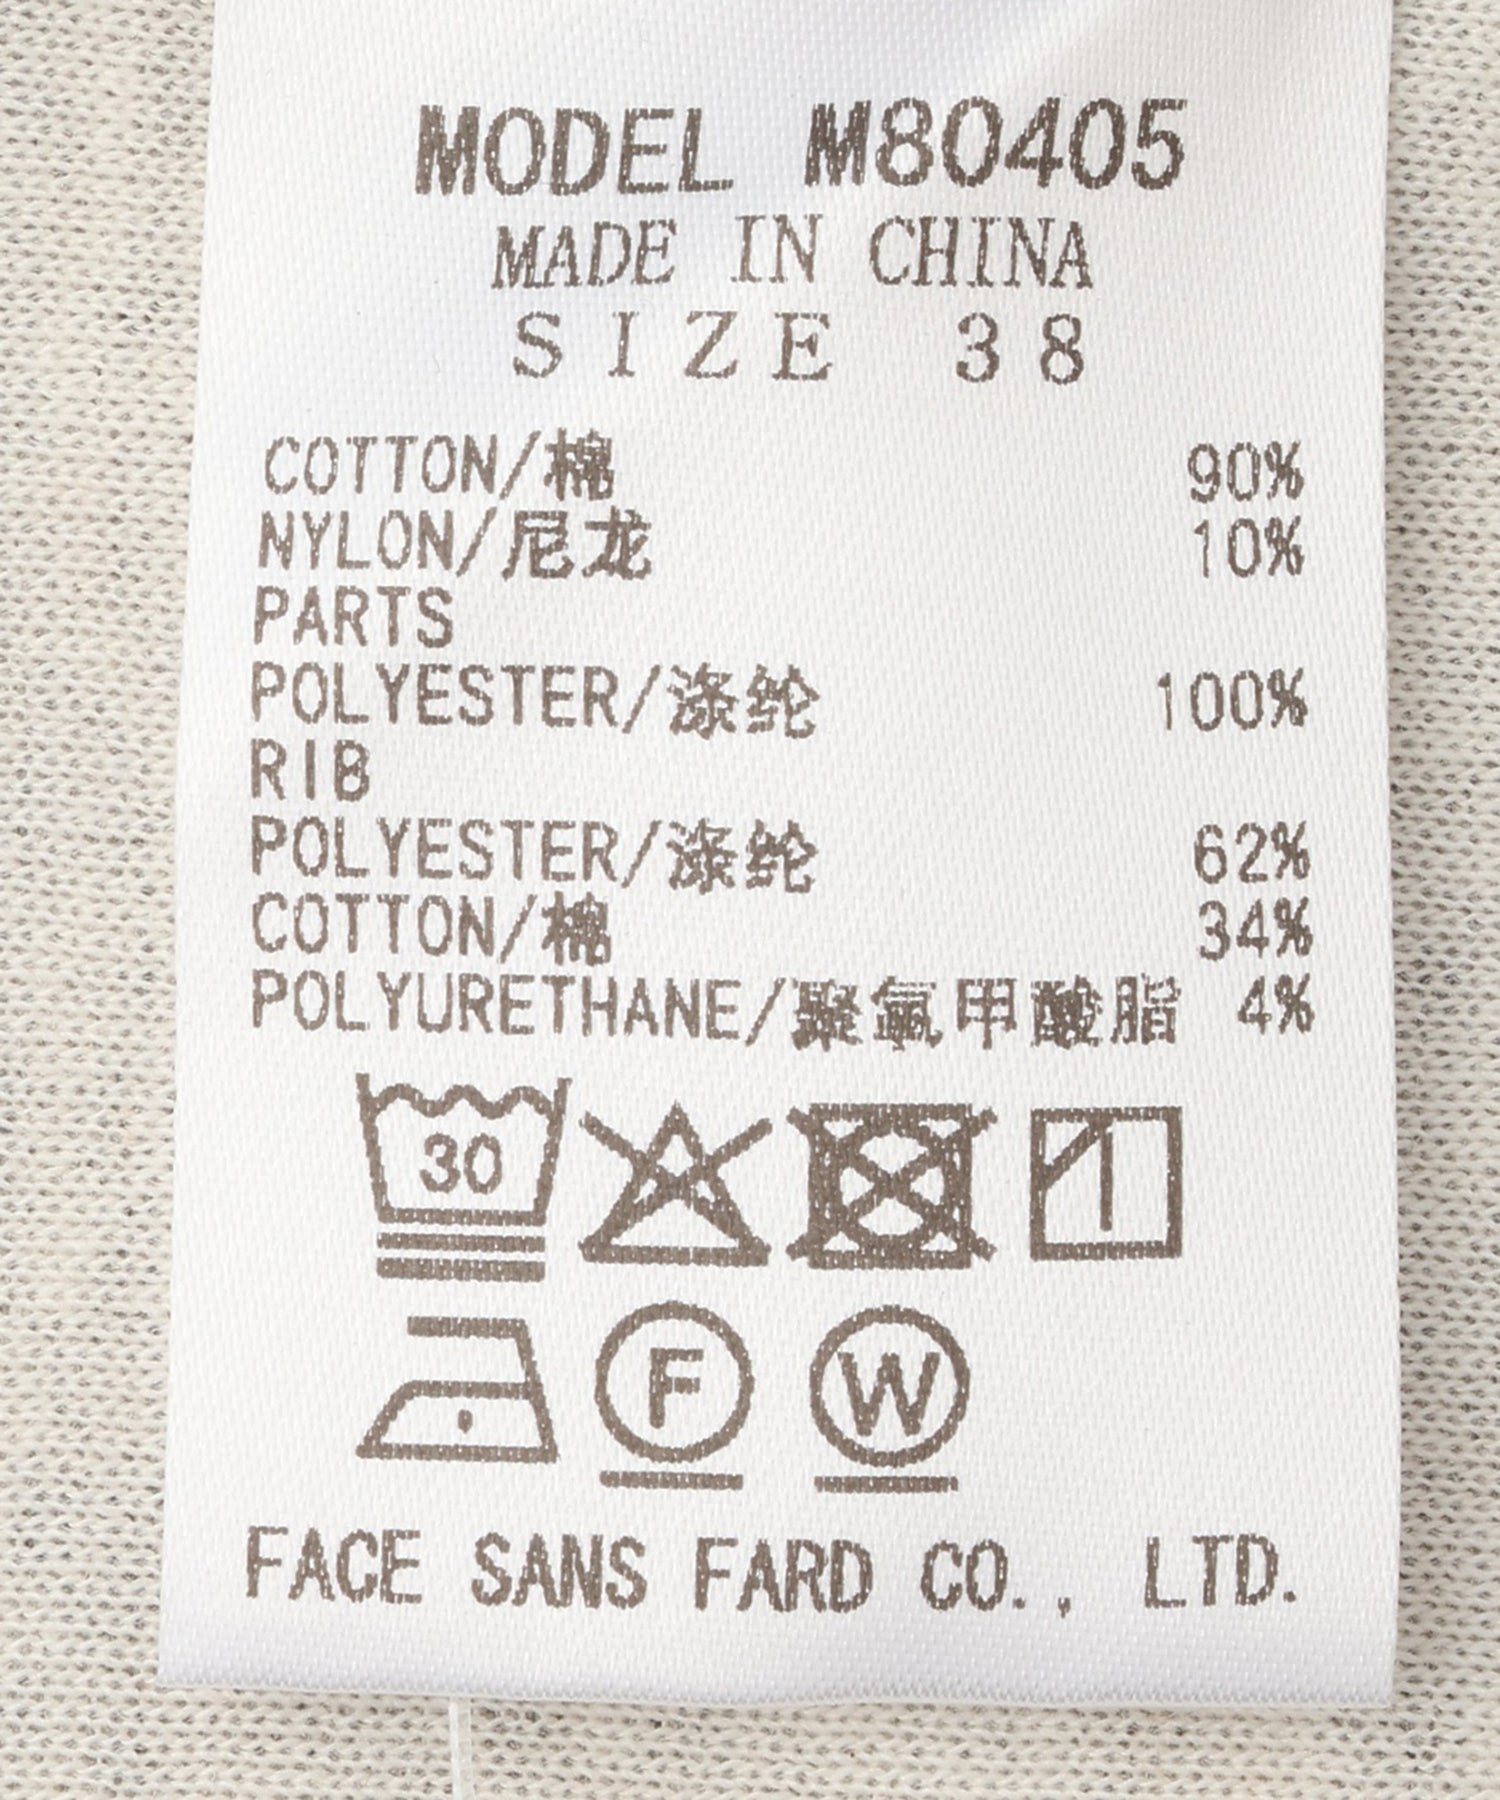 MODEL M80405
MADE IN CHINA
SIZE 38
COTTON/棉 90%
NYLON/尼龙 10%
PARTS
POLYESTER/涤纶 100%
RIB
POLYESTER/涤纶 62%
COTTON/棉 34%
POLYURETHANE/聚氰甲酸脂 4%
30
F W
FACE SANS FARD CO., LTD.